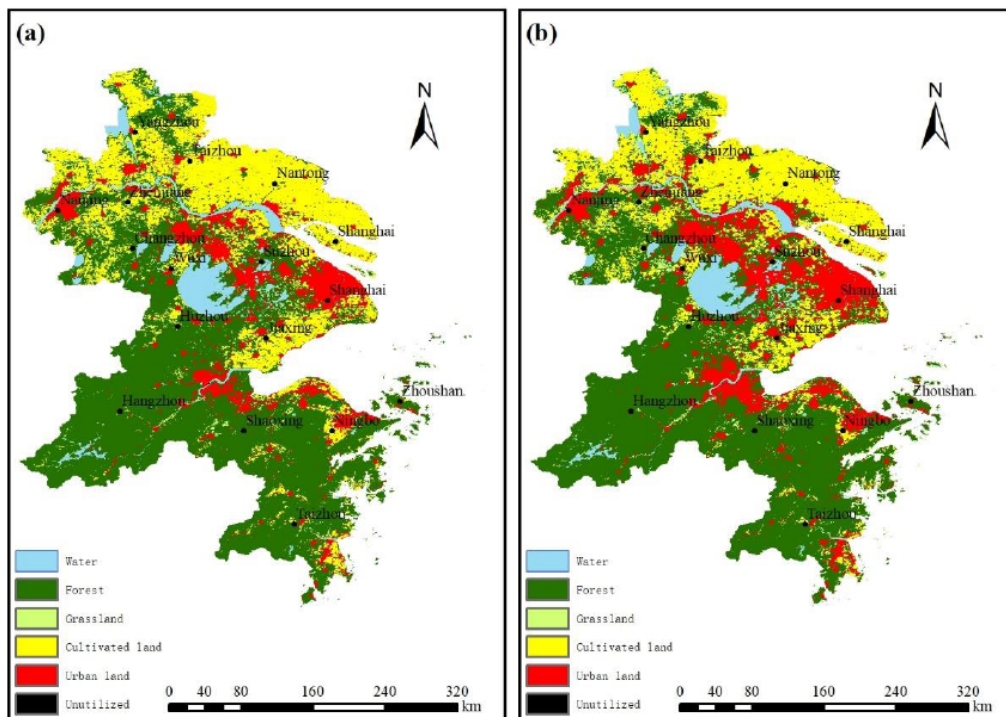 (a)
N
Yangzhou
Taizhou
Nantong
Zhenjiang
Nanjing
Changzhou
Shanghai
Suzhou
Wuxi
Shanghai
Huzhou
Jiaxing
Zhoushan
Hangzhou
Shaoxing
Ningbo
Taizhou
Water
Forest
Grassland
Cultivated land
Urban land
Unutilized
0 40 80 160 240 320
km
(b)
N
Yangzhou
Taizhou
Nantong
Zhenjiang
Nanjing
Changzhou
Shanghai
Suzhou
Wuxi
Shanghai
Huzhou
Jiaxing
Zhoushan
Hangzhou
Shaoxing
Ningbo
Taizhou
Water
Forest
Grassland
Cultivated land
Urban land
Unutilized
0 40 80 160 240 320
km